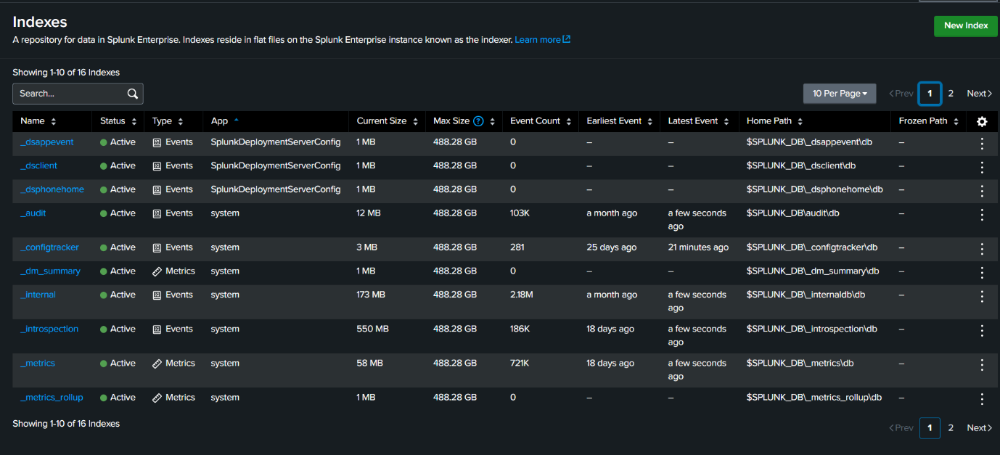 Indexes
New Index
A repository for data in Splunk Enterprise. Indexes reside in flat files on the Splunk Enterprise instance known as the indexer. Learn more
Showing 1-10 of 16 Indexes
Search... 10 Per Page Prev 1 2 Next
Name Status Type App Current Size Max Size ? Event Count Earliest Event Latest Event Home Path Frozen Path
_dsappevent Active Events SplunkDeploymentServerConfig 1 MB 488.28 GB 0 – – $SPLUNK_DB\_dsappevent\db –
_dsclient Active Events SplunkDeploymentServerConfig 1 MB 488.28 GB 0 – – $SPLUNK_DB\_dsclient\db –
_dsphonehome Active Events SplunkDeploymentServerConfig 1 MB 488.28 GB 0 – – $SPLUNK_DB\_dsphonehome\db –
_audit Active Events system 12 MB 488.28 GB 103K a month ago a few seconds $SPLUNK_DB\audit\db –
ago
_configtracker Active Events system 3 MB 488.28 GB 281 25 days ago 21 minutes ago $SPLUNK_DB\_configtracker\db –
_dm_summary Active Metrics system 1 MB 488.28 GB 0 – – $SPLUNK_DB\_dm_summary\db –
_internal Active Events system 173 MB 488.28 GB 2.18M a month ago a few seconds $SPLUNK_DB\_internaldb\db –
ago
_introspection Active Events system 550 MB 488.28 GB 186K 18 days ago a few seconds $SPLUNK_DB\_introspection\db –
ago
_metrics Active Metrics system 58 MB 488.28 GB 721K 18 days ago a few seconds $SPLUNK_DB\_metrics\db –
ago
_metrics_rollup Active Metrics system 1 MB 488.28 GB 0 – – $SPLUNK_DB\_metrics_rollup\db –
Showing 1-10 of 16 Indexes
Prev 1 2 Next